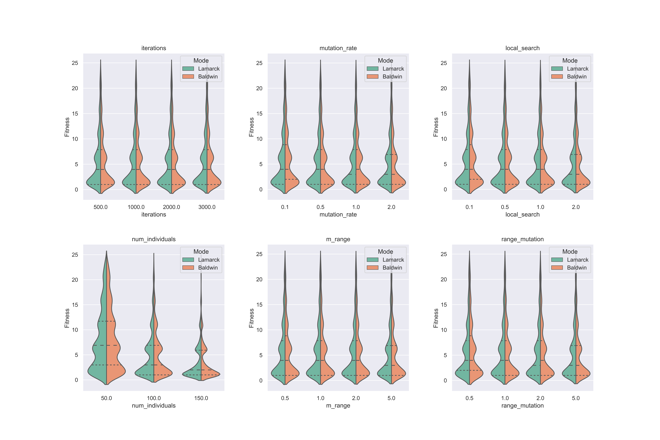 iterations
Mode
Lamarck
Baldwin
Fitness
25
20
15
10
5
0
500.0 1000.0 2000.0 3000.0
iterations
mutation_rate
Mode
Lamarck
Baldwin
Fitness
25
20
15
10
5
0
0.1 0.5 1.0 2.0
mutation_rate
local_search
Mode
Lamarck
Baldwin
Fitness
25
20
15
10
5
0
0.1 0.5 1.0 2.0
local_search
num_individuals
Mode
Lamarck
Baldwin
Fitness
25
20
15
10
5
0
50.0 100.0 150.0
num_individuals
m_range
Mode
Lamarck
Baldwin
Fitness
25
20
15
10
5
0
0.5 1.0 2.0 5.0
m_range
range_mutation
Mode
Lamarck
Baldwin
Fitness
25
20
15
10
5
0
0.5 1.0 2.0 5.0
range_mutation